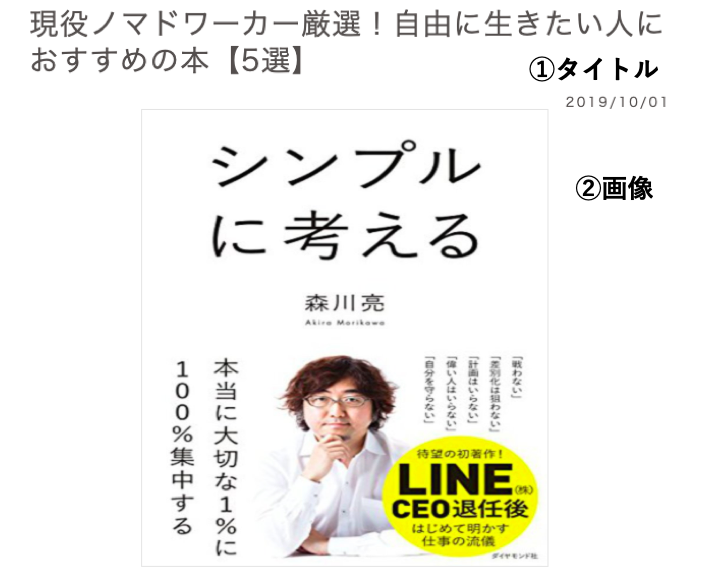 現役ノマドワーカー厳選！自由に生きたい人に
おすすめの本【5選】
①タイトル
2019/10/01
②画像
シンプル
に考える
森川亮
Akira Morikawa
本当に大切な1%に
100%集中する
「戦わない」
「差別化は狙わない」
「計画はいらない」
「偉い人はいらない」
「自分を守らない」
待望の初著作！
LINE㈱
CEO退任後
はじめて明かす
仕事の流儀
ダイヤモンド社